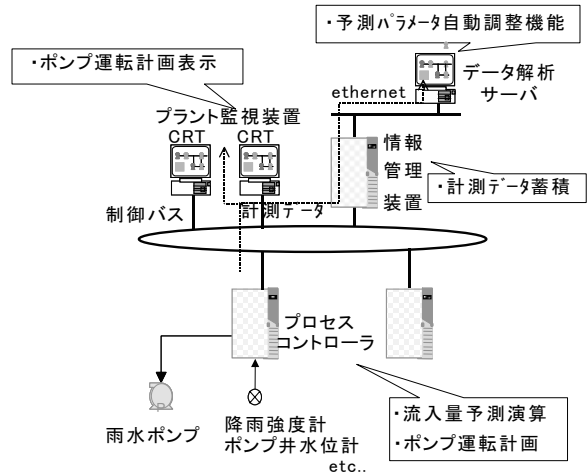 ・予測パラメータ自動調整機能
・ポンプ運転計画表示
データ解析
サーバ
ethernet
プラント監視装置
CRT
CRT
情報
管理
装置
・計測データ蓄積
制御バス
計測データ
プロセス
コントローラ
・流入量予測演算
・ポンプ運転計画
雨水ポンプ
降雨強度計
ポンプ井水位計
etc..